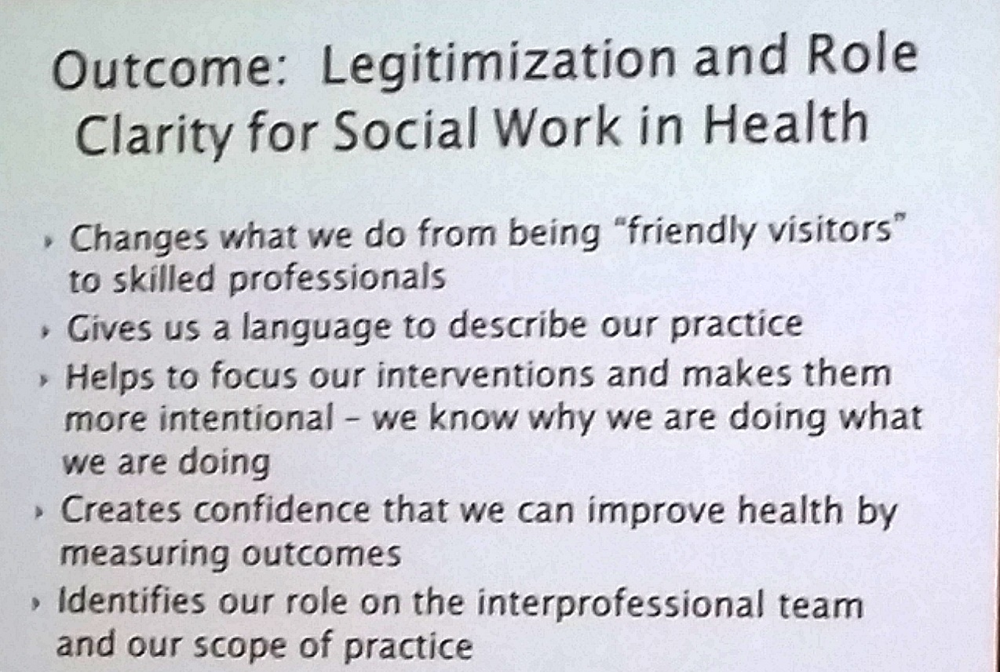 Outcome: Legitimization and Role
Clarity for Social Work in Health
Changes what we do from being “friendly visitors”
to skilled professionals
Gives us a language to describe our practice
Helps to focus our interventions and makes them
more intentional – we know why we are doing what
we are doing
Creates confidence that we can improve health by
measuring outcomes
Identifies our role on the interprofessional team
and our scope of practice